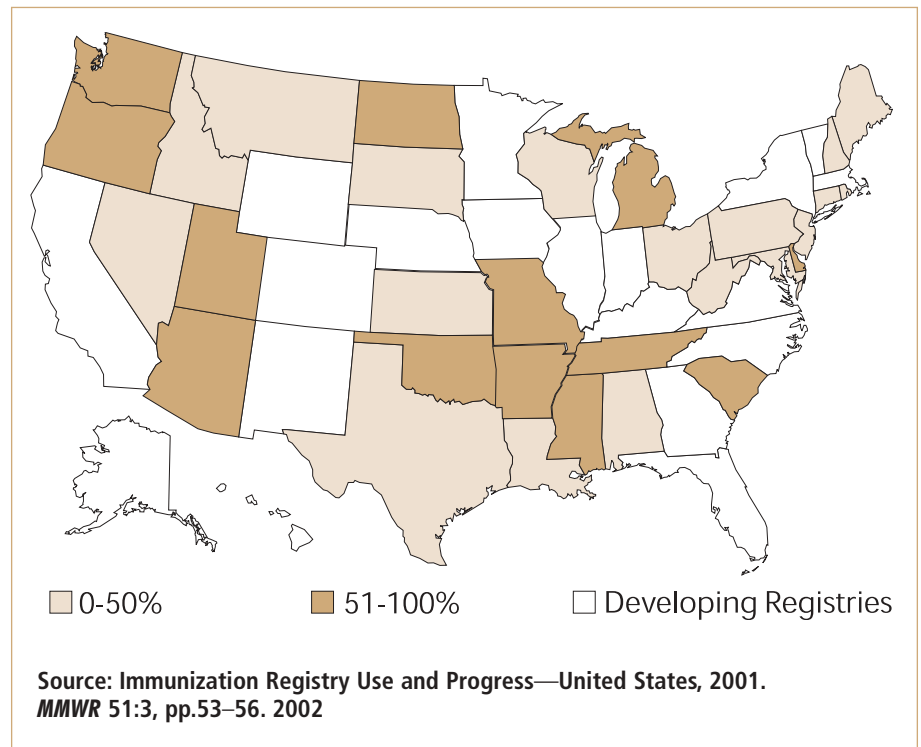 0-50%
51-100%
Developing Registries
Source: Immunization Registry Use and Progress—United States, 2001.
MMWR 51:3, pp.53–56. 2002